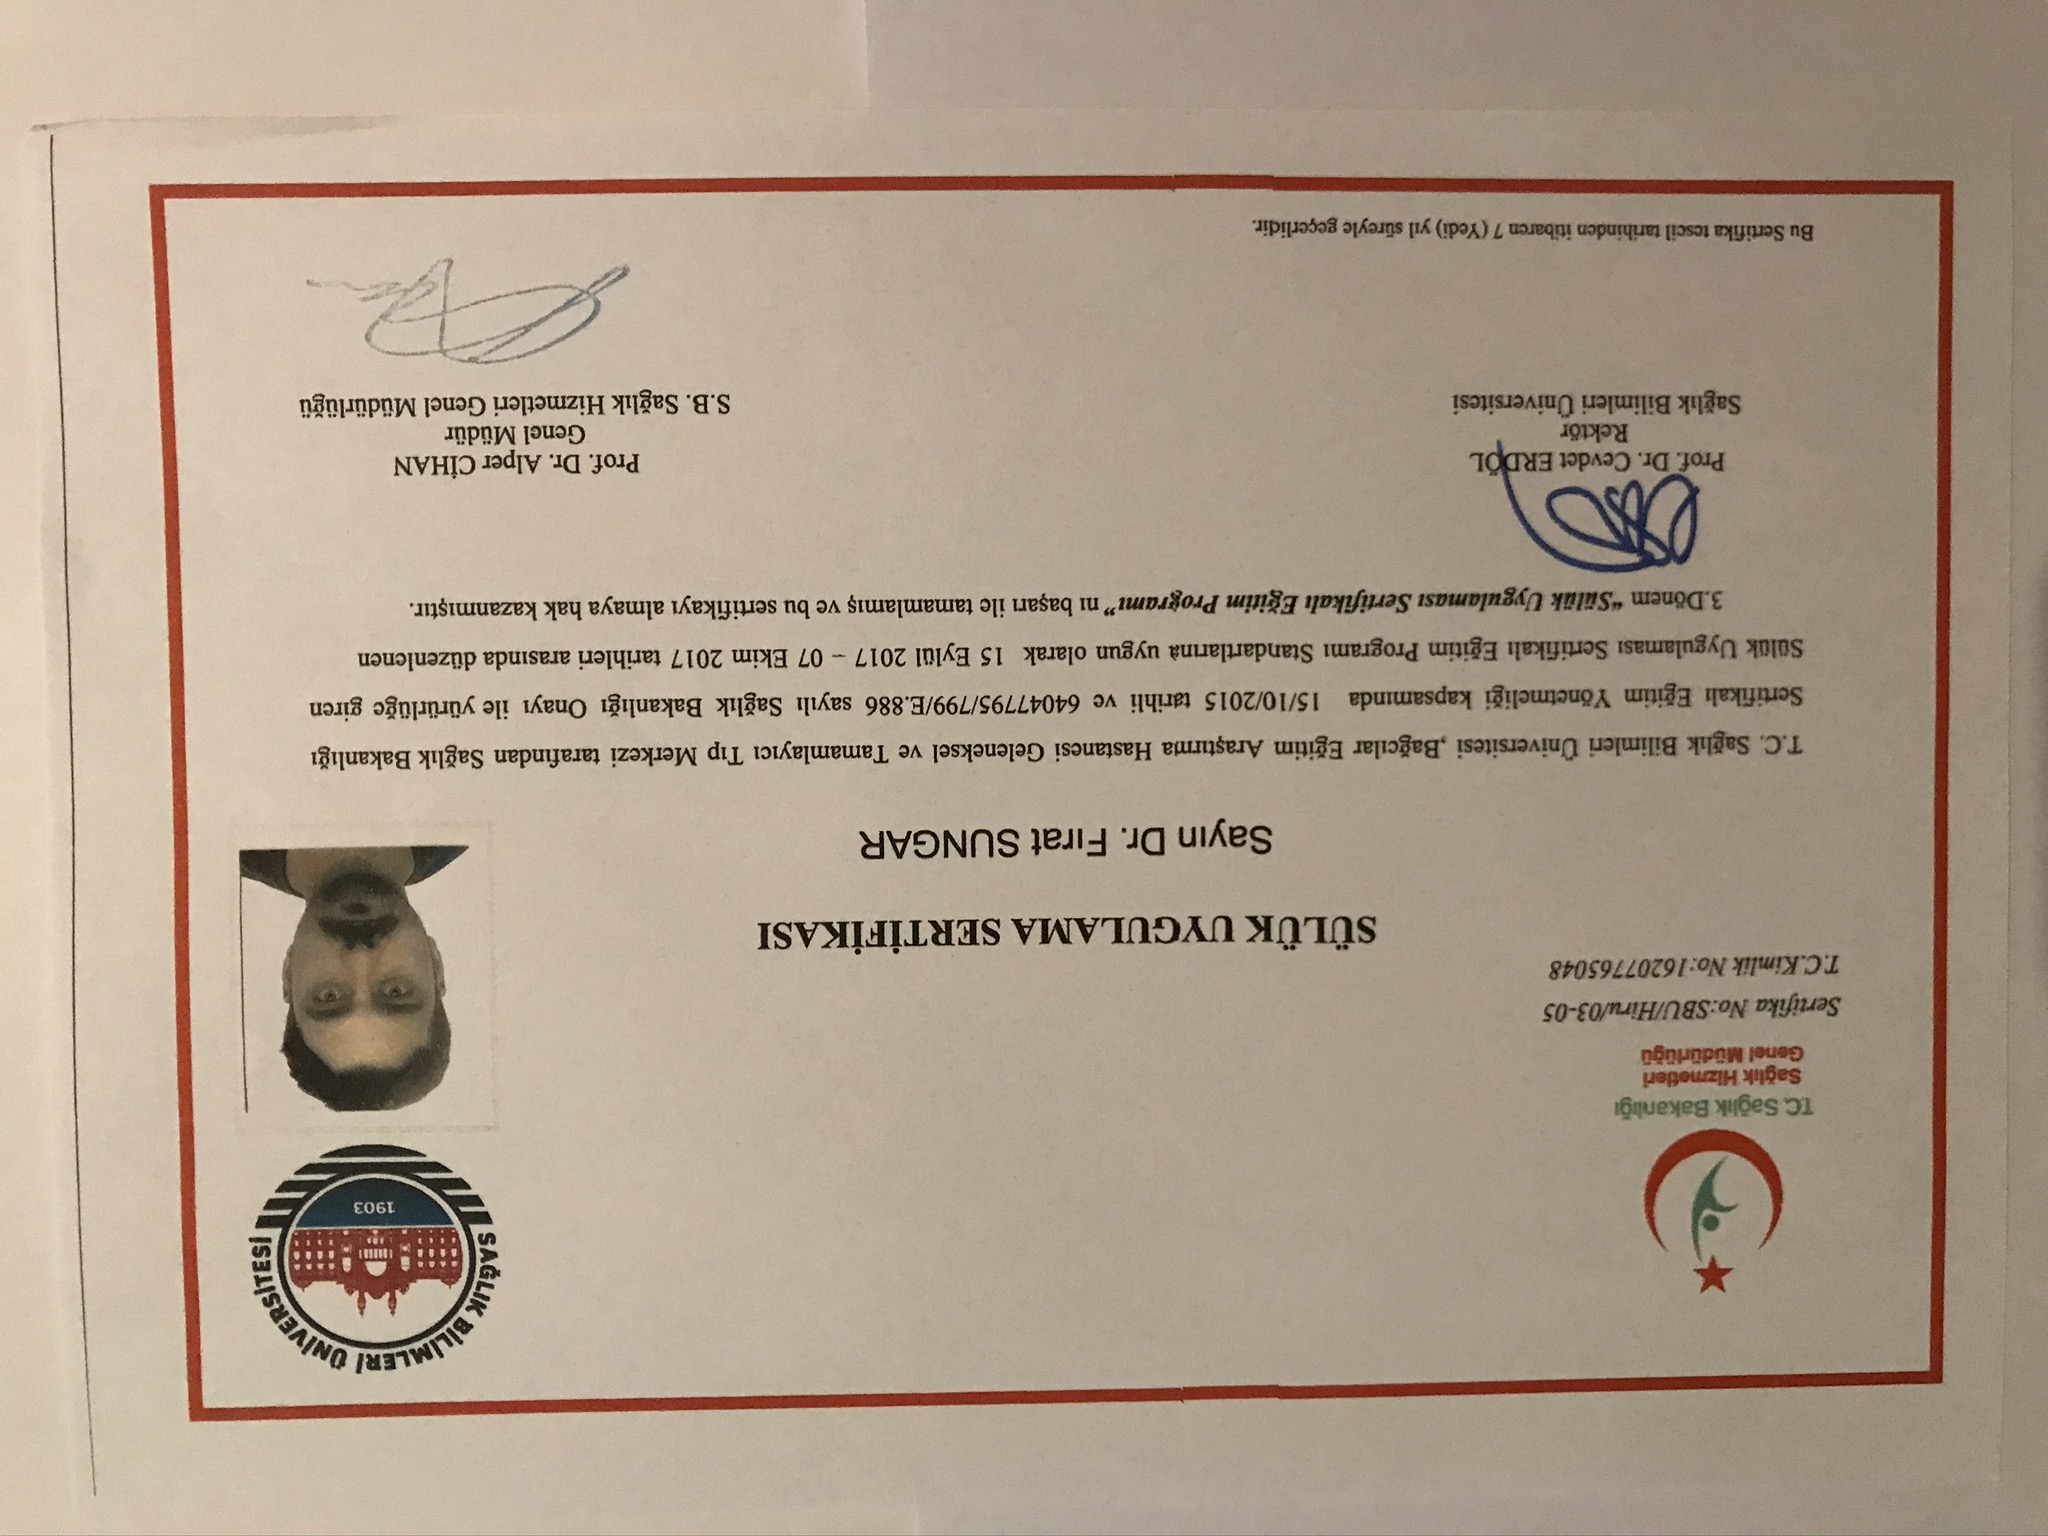 T.C. Sağlık Bakanlığı
Sağlık Hizmetleri
Genel Müdürlüğü
SAĞLIK BİLİMLERİ ÜNİVERSİTESİ
1903
Sertifika No:SBU/Hiru/03-05
T.C.Kimlik No:16207765048
SÜLÜK UYGULAMA SERTİFİKASI
Sayın Dr. Fırat SUNGAR
T.C. Sağlık Bilimleri Üniversitesi ,Bağcılar Eğitim Araştırma Hastanesi Geleneksel ve Tamamlayıcı Tıp Merkezi tarafından Sağlık Bakanlığı
Sertifikalı Eğitim Yönetmeliği kapsamında 15/10/2015 tarihli ve 64047795/799/E.886 sayılı Sağlık Bakanlığı Onayı ile yürürlüğe giren
Sülük Uygulaması Sertifikalı Eğitim Programı Standartlarına uygun olarak 15 Eylül 2017 – 07 Ekim 2017 tarihleri arasında düzenlenen
3.Dönem “Sülük Uygulaması Sertifikalı Eğitim Programı” nı başarı ile tamamlamış ve bu sertifikayı almaya hak kazanmıştır.
Prof. Dr. Cevdet ERDÖL
Rektör
Sağlık Bilimleri Üniversitesi
Prof. Dr. Alper CİHAN
Genel Müdür
S.B. Sağlık Hizmetleri Genel Müdürlüğü
Bu Sertifika tescil tarihinden itibaren 7 (Yedi) yıl süreyle geçerlidir.